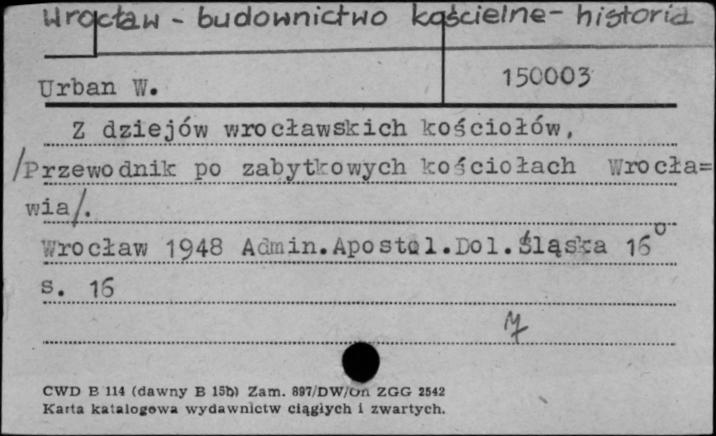 Wrocław - budownictwo kościelne - historia
Urban W.
150003
Z dziejów wrocławskich kościołów,
/Przewodnik po zabytkowych kościołach Wrocła=
wia/.
Wrocław 1948 Admin.Apostol.Dol.Śląska 16°
s. 16
CWD B 114 (dawny B 15b) Zam. 897/DW/Un ZGG 2542
Karta katalogowa wydawnictw ciągłych i zwartych.